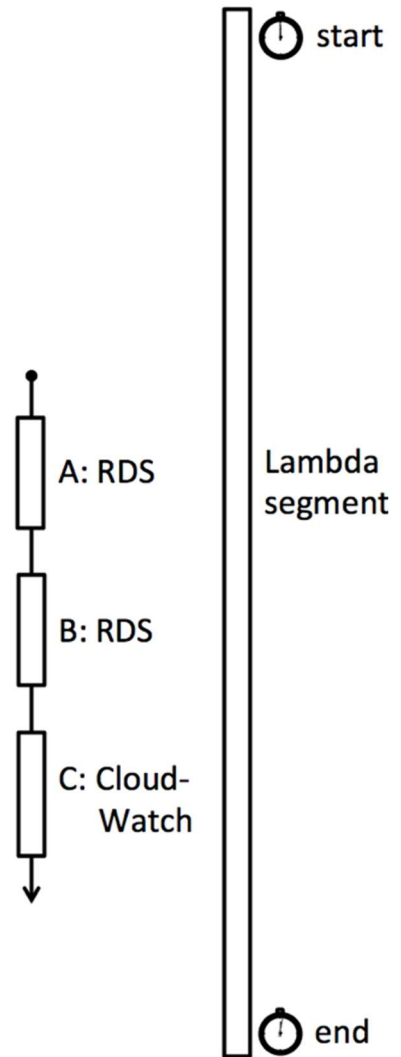 start
A: RDS
Lambda
segment
B: RDS
C: Cloud-
Watch
end